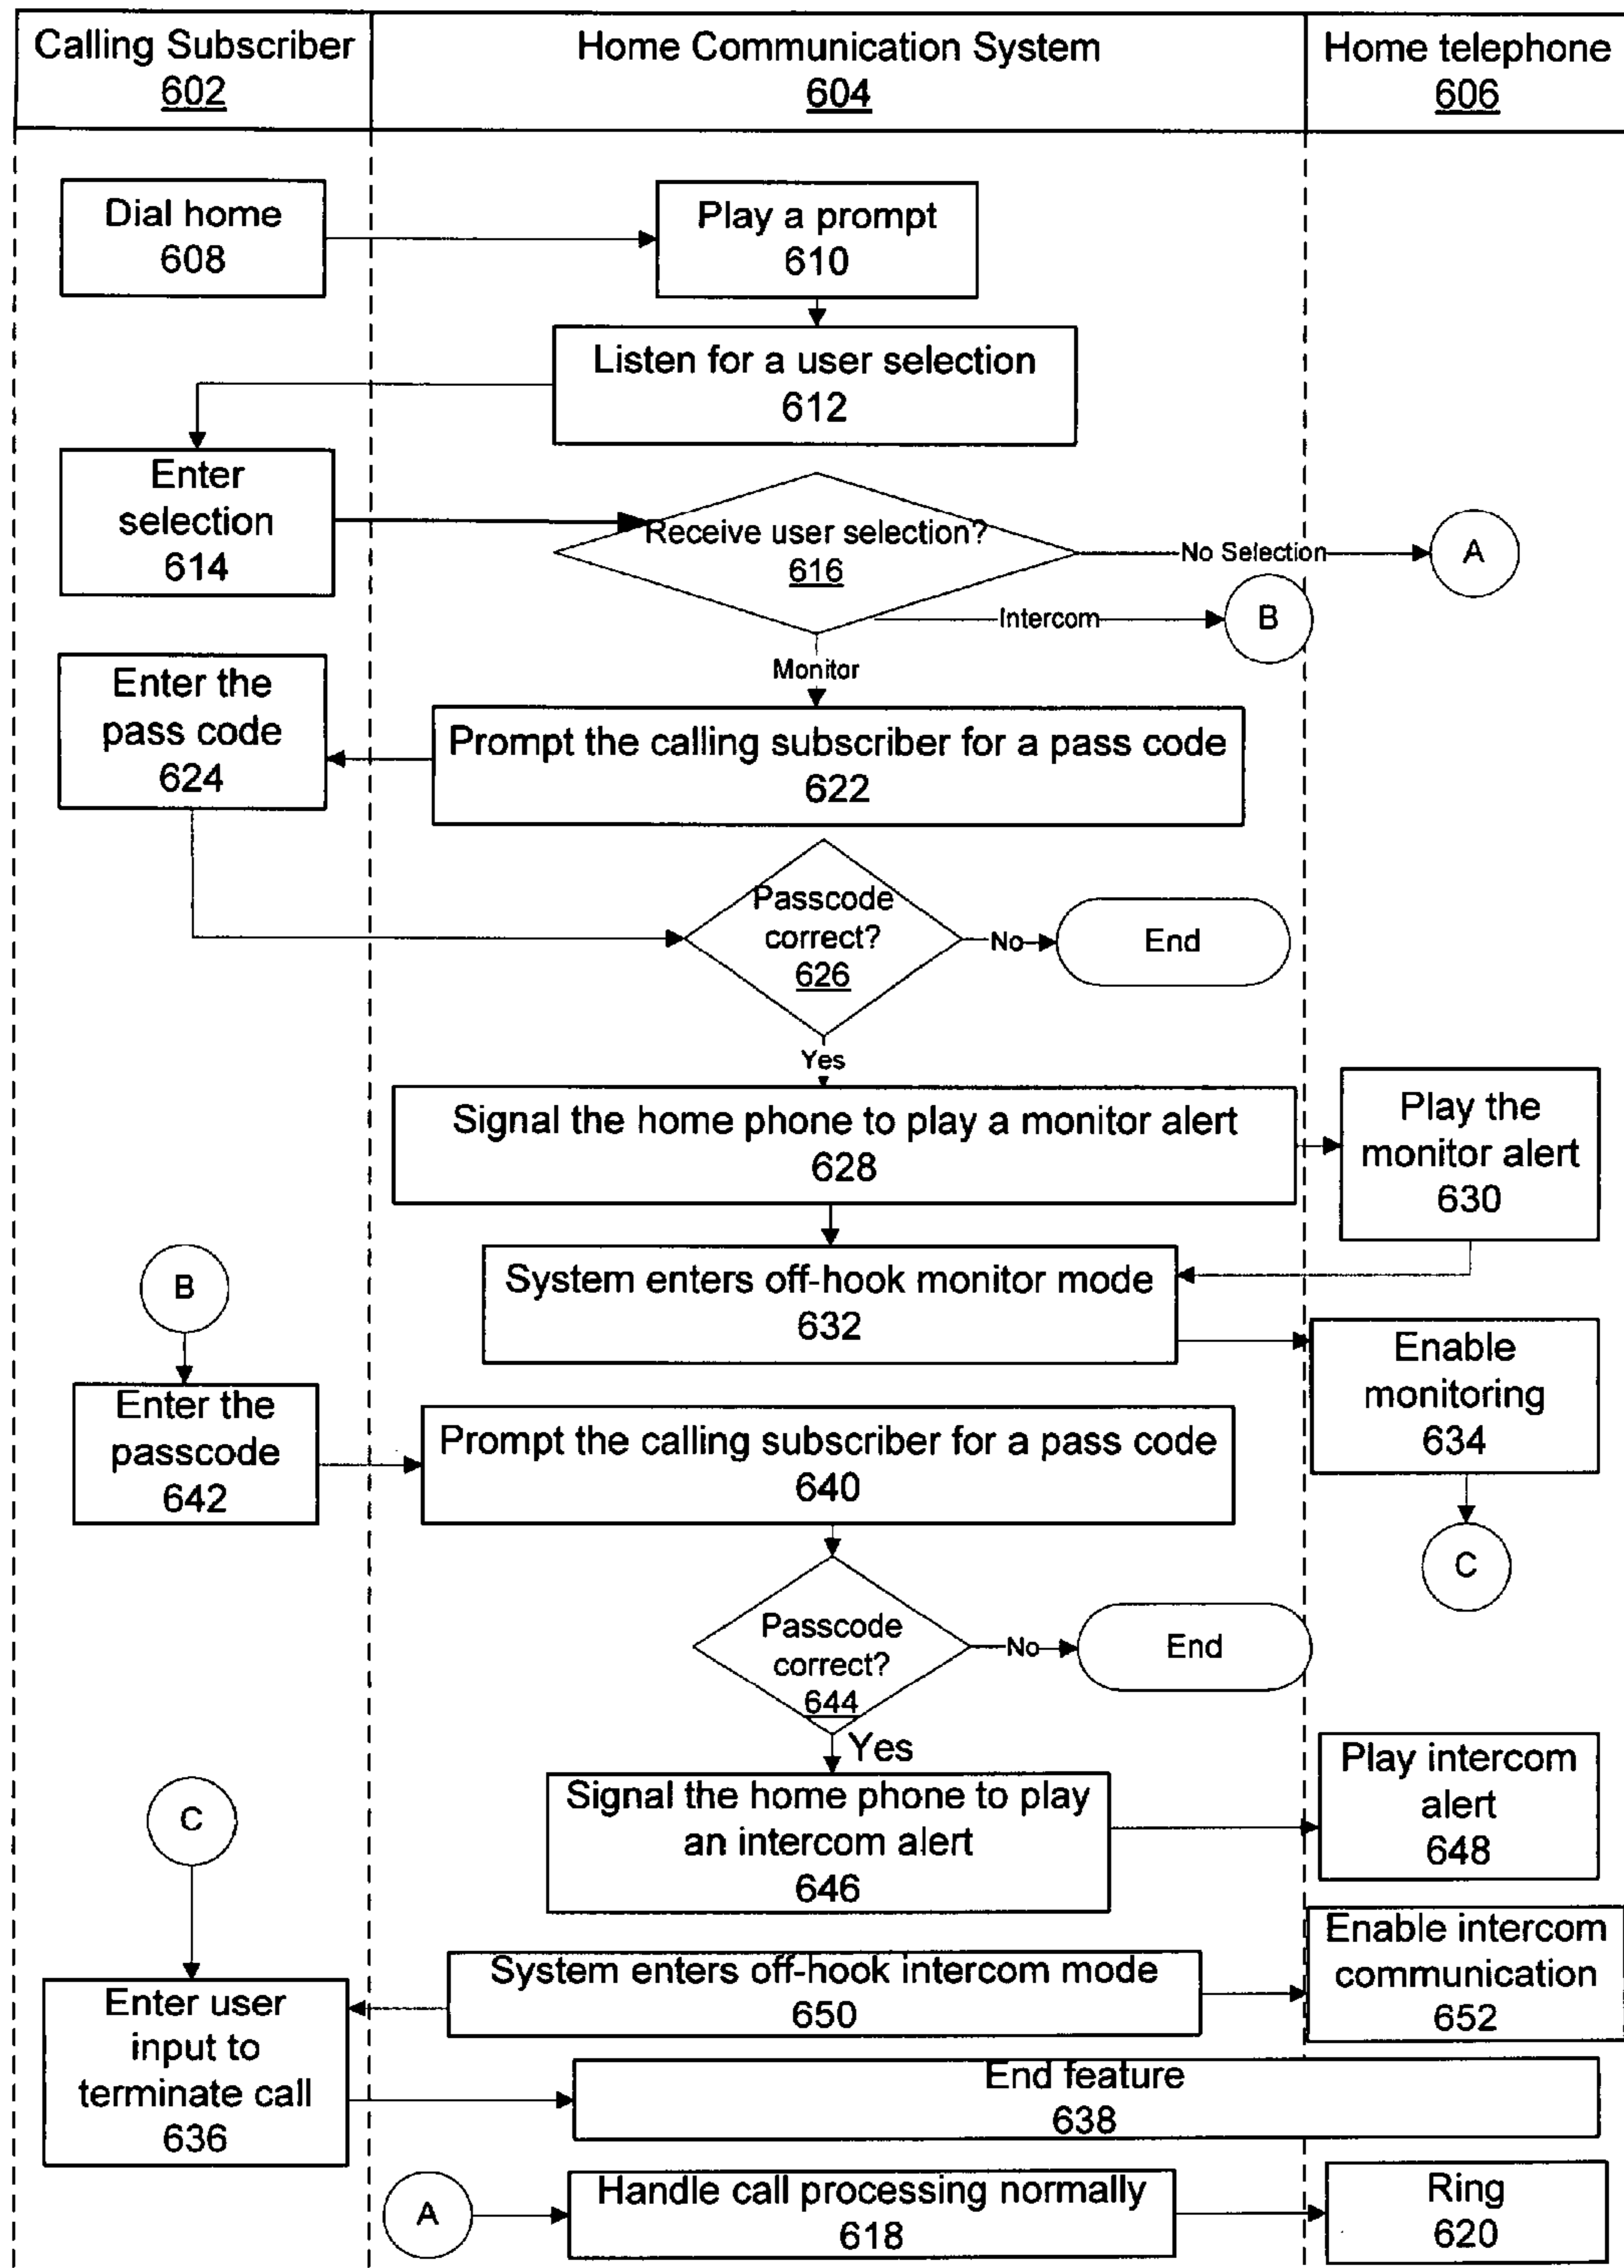 Calling Subscriber
602
Home Communication System
604
Home telephone
606
Dial home
608
Play a prompt
610
Listen for a user selection
612
Enter
selection
614
Receive user selection?
616
No Selection
A
Intercom
B
Monitor
Enter the
pass code
624
Prompt the calling subscriber for a pass code
622
Passcode
correct?
626
No
End
Yes
Signal the home phone to play a monitor alert
628
Play the
monitor alert
630
System enters off-hook monitor mode
632
B
Enable
monitoring
634
Enter the
passcode
642
Prompt the calling subscriber for a pass code
640
C
Passcode
correct?
644
No
End
Yes
Signal the home phone to play
an intercom alert
646
Play intercom
alert
648
C
System enters off-hook intercom mode
650
Enable intercom
communication
652
Enter user
input to
terminate call
636
End feature
638
A
Handle call processing normally
618
Ring
620